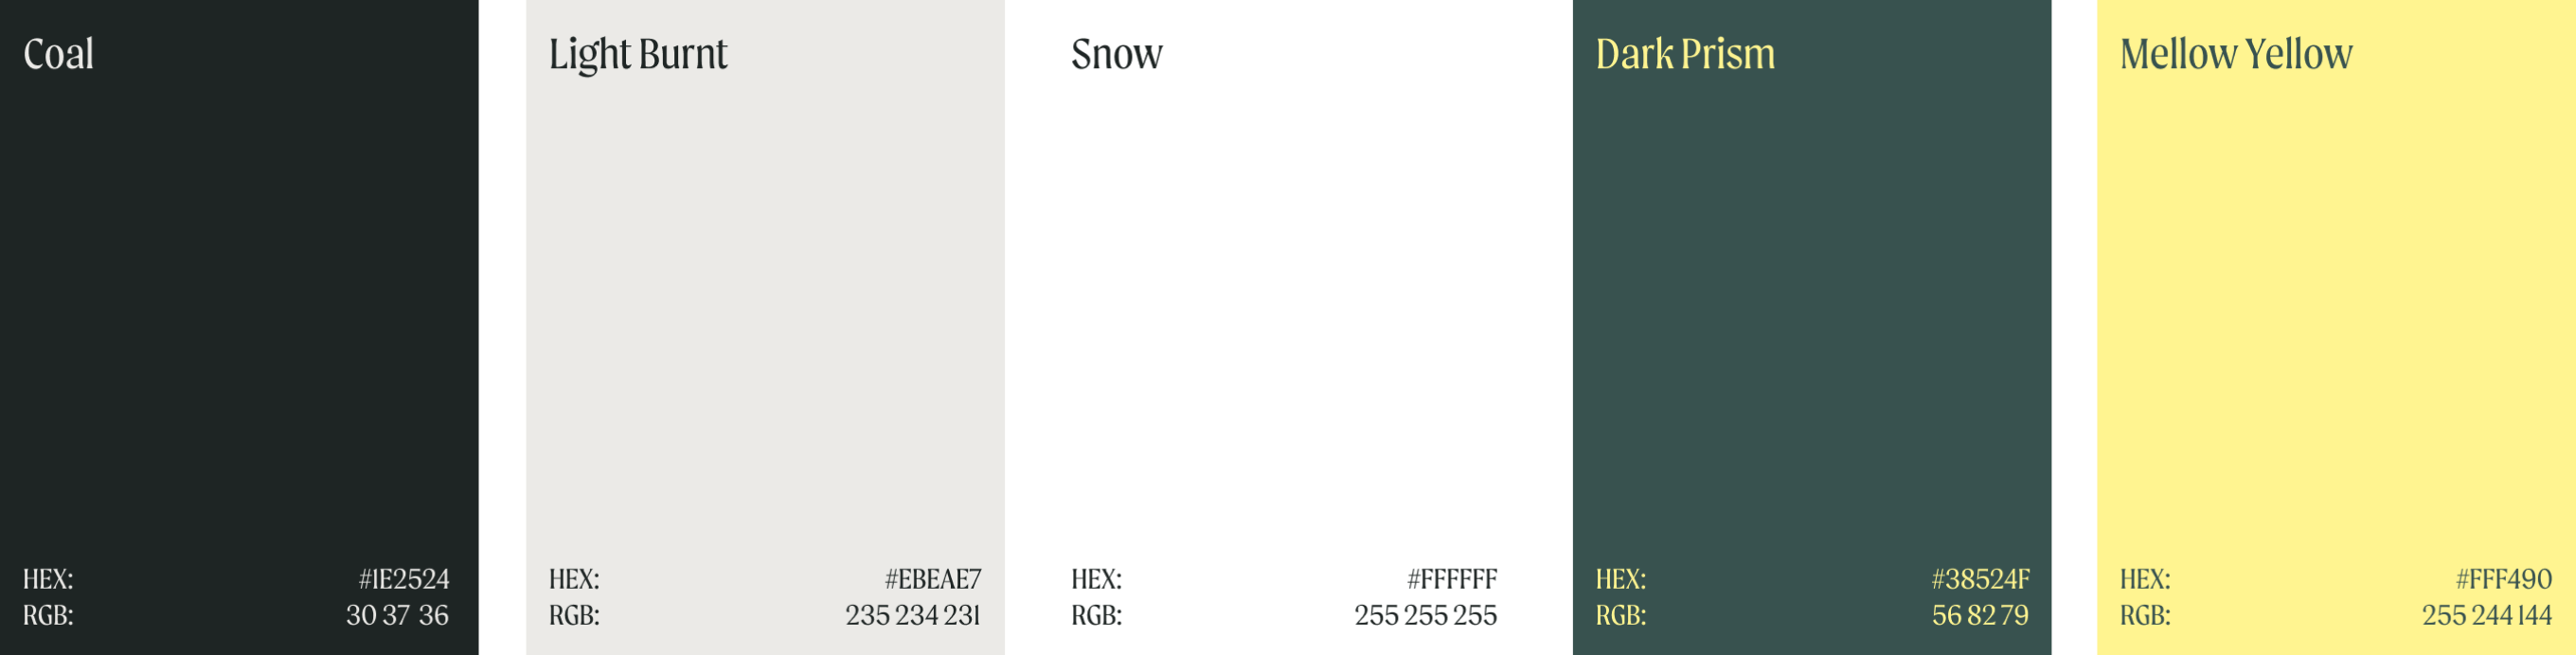 Coal
HEX: #1E2524
RGB: 30 37 36
Light Burnt
HEX: #EBEAE7
RGB: 235 234 231
Snow
HEX: #FFFFFF
RGB: 255 255 255
Dark Prism
HEX: #38524F
RGB: 56 82 79
Mellow Yellow
HEX: #FFF490
RGB: 255 244 144